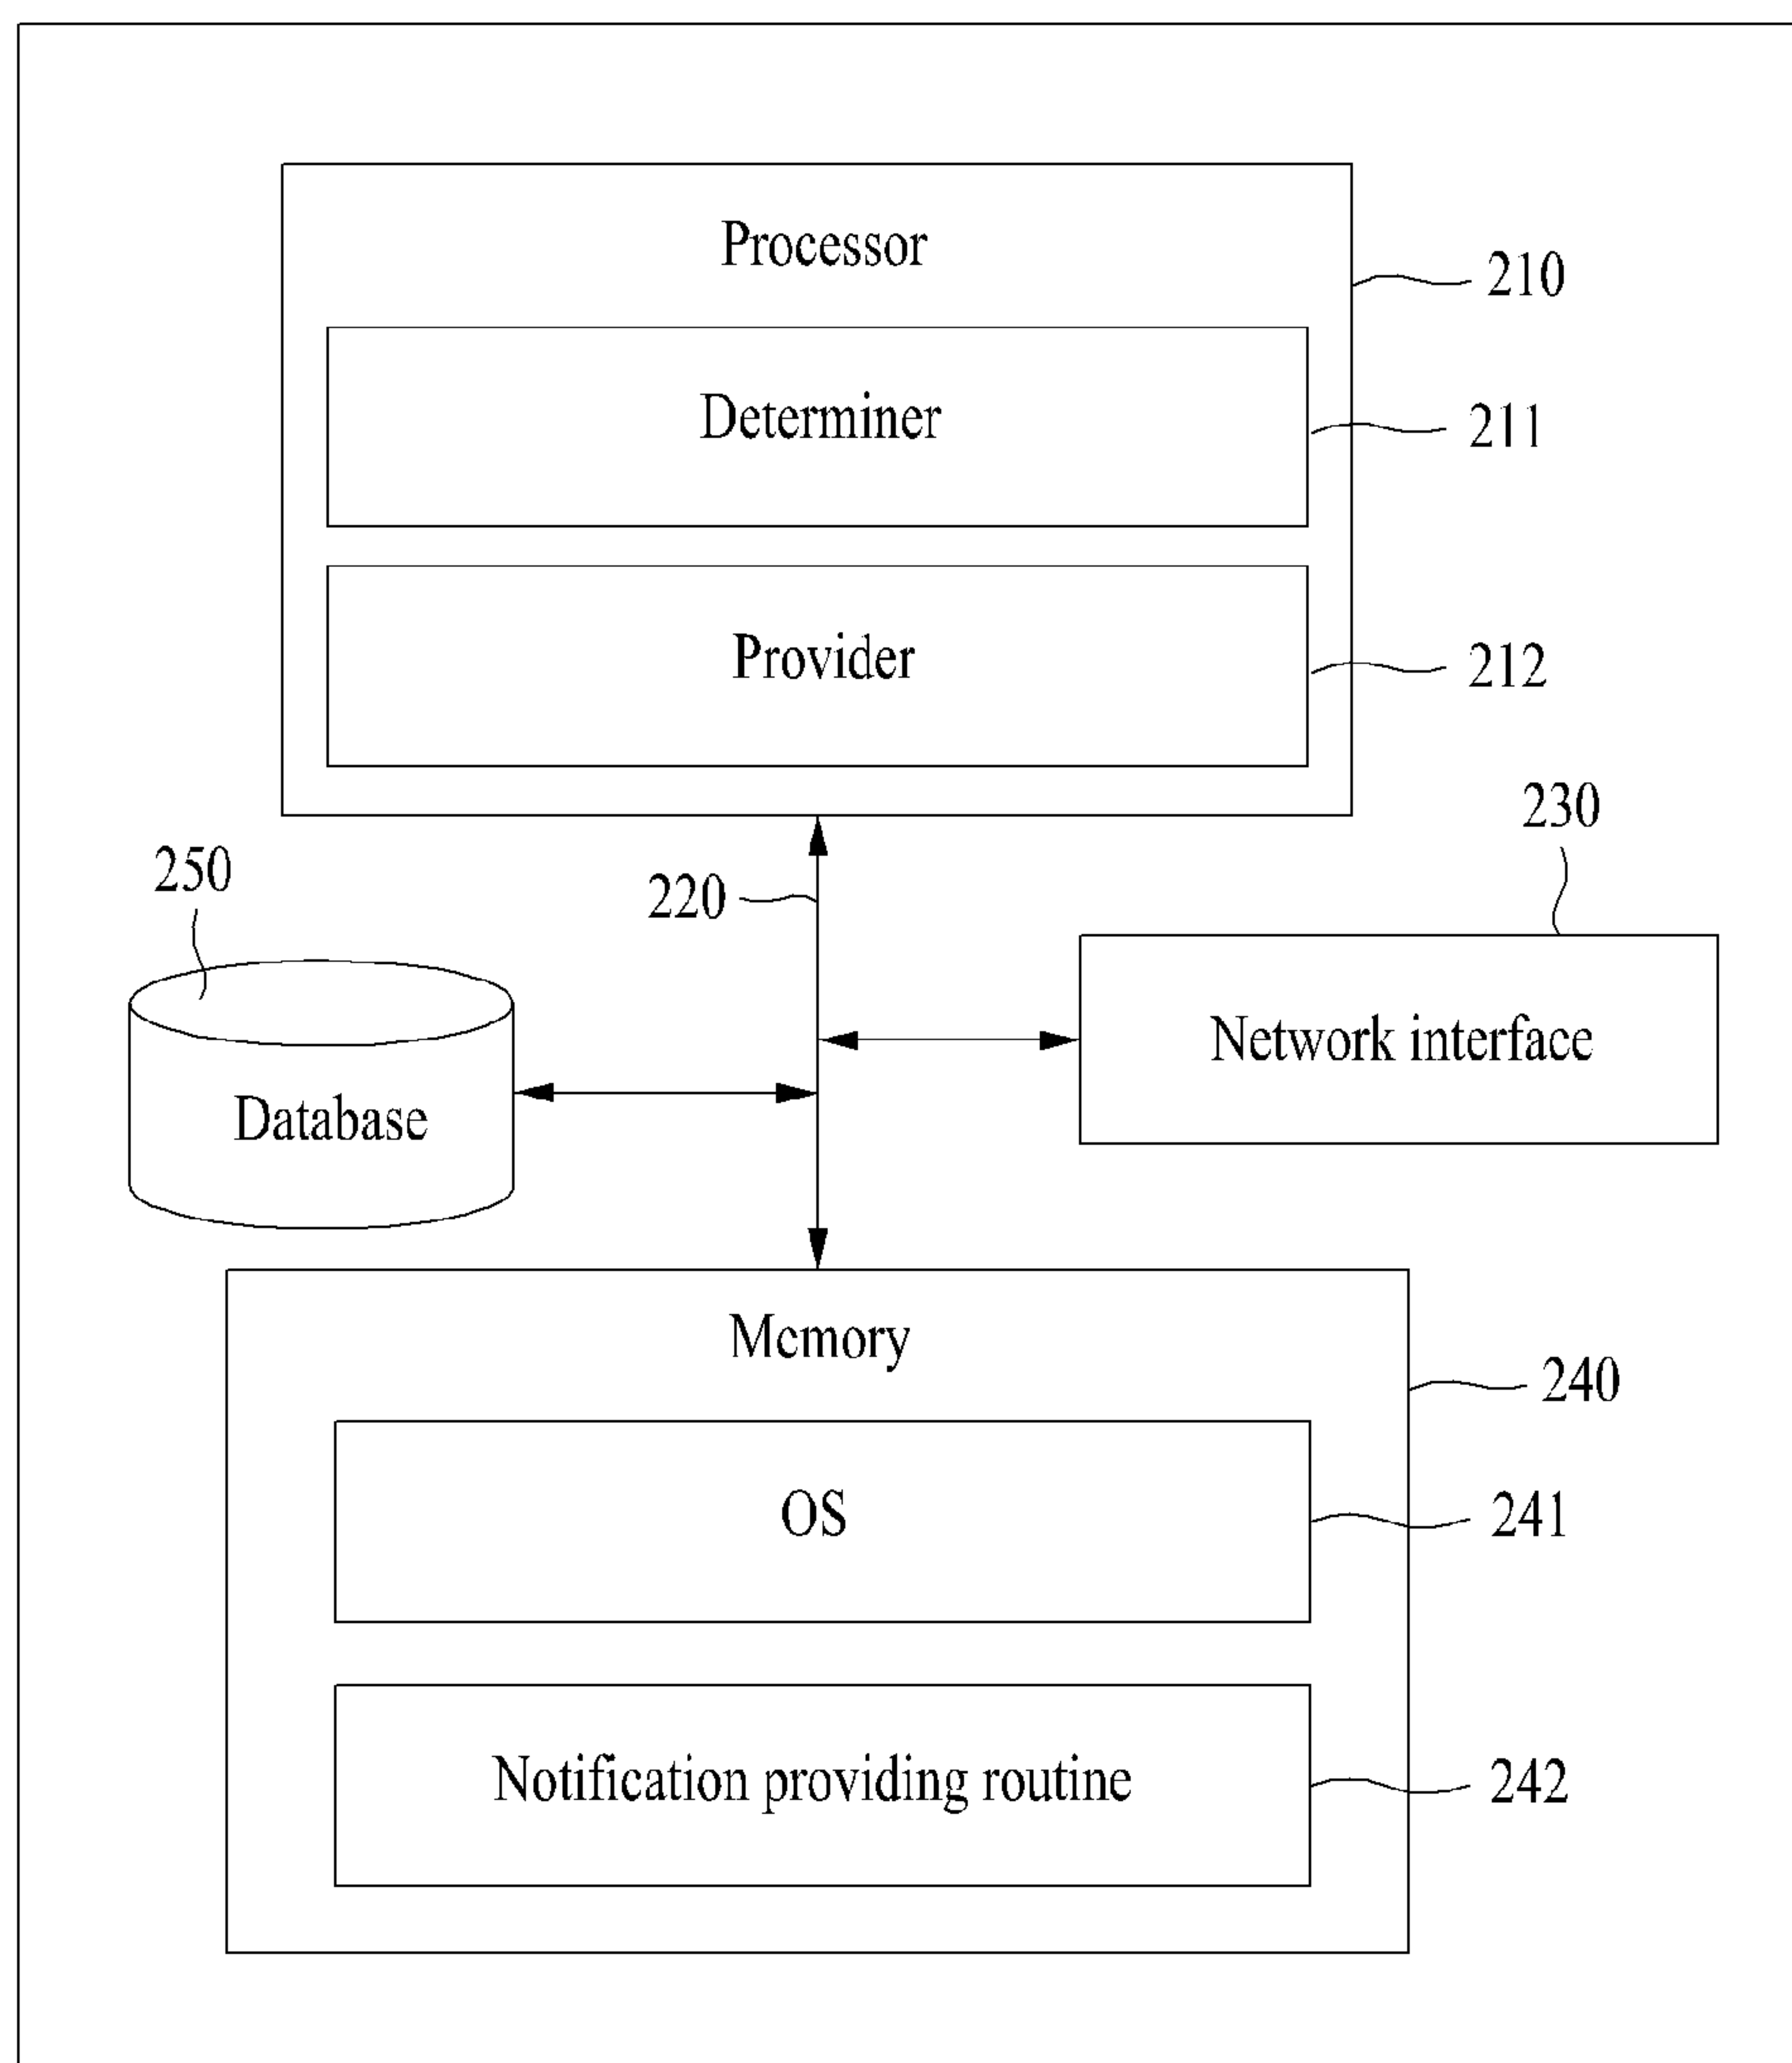 Processor
210
Determiner
211
Provider
212
230
250
220
Network interface
Database
Memory
240
OS
241
Notification providing routine
242